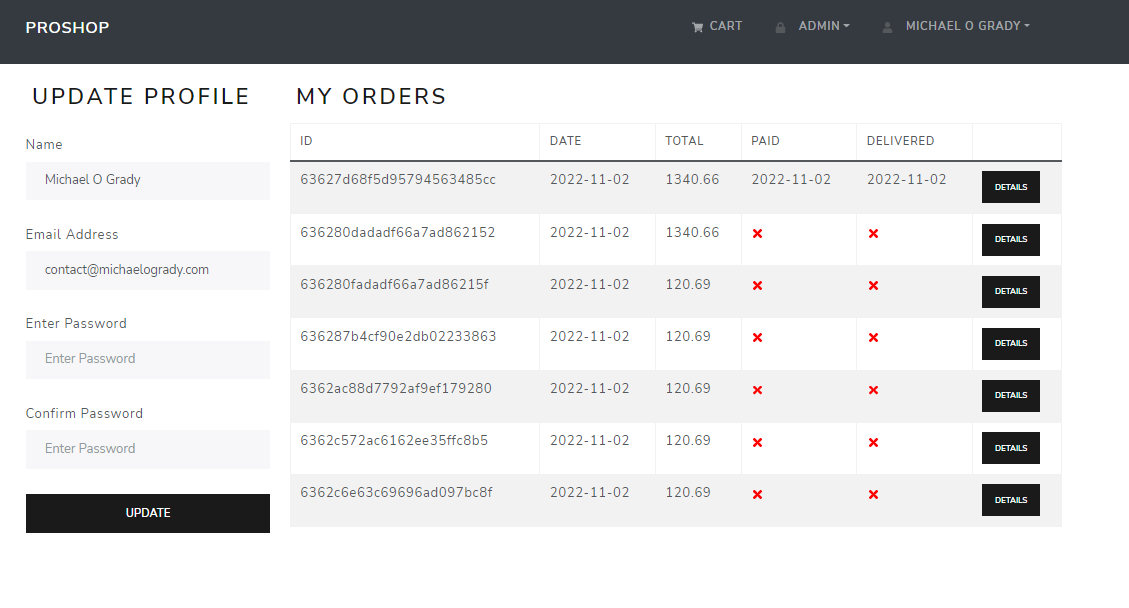 PROSHOP
CART ADMIN MICHAEL O GRADY
UPDATE PROFILE
Name
Michael O Grady
Email Address
contact@michaelogrady.com
Enter Password
Enter Password
Confirm Password
Enter Password
UPDATE
MY ORDERS
ID DATE TOTAL PAID DELIVERED
63627d68f5d95794563485cc 2022-11-02 1340.66 2022-11-02 2022-11-02 DETAILS
636280dadadf66a7ad862152 2022-11-02 1340.66 DETAILS
636280fadadf66a7ad86215f 2022-11-02 120.69 DETAILS
636287b4cf90e2db02233863 2022-11-02 120.69 DETAILS
6362ac88d7792af9ef179280 2022-11-02 120.69 DETAILS
6362c572ac6162ee35ffc8b5 2022-11-02 120.69 DETAILS
6362c6e63c69696ad097bc8f 2022-11-02 120.69 DETAILS